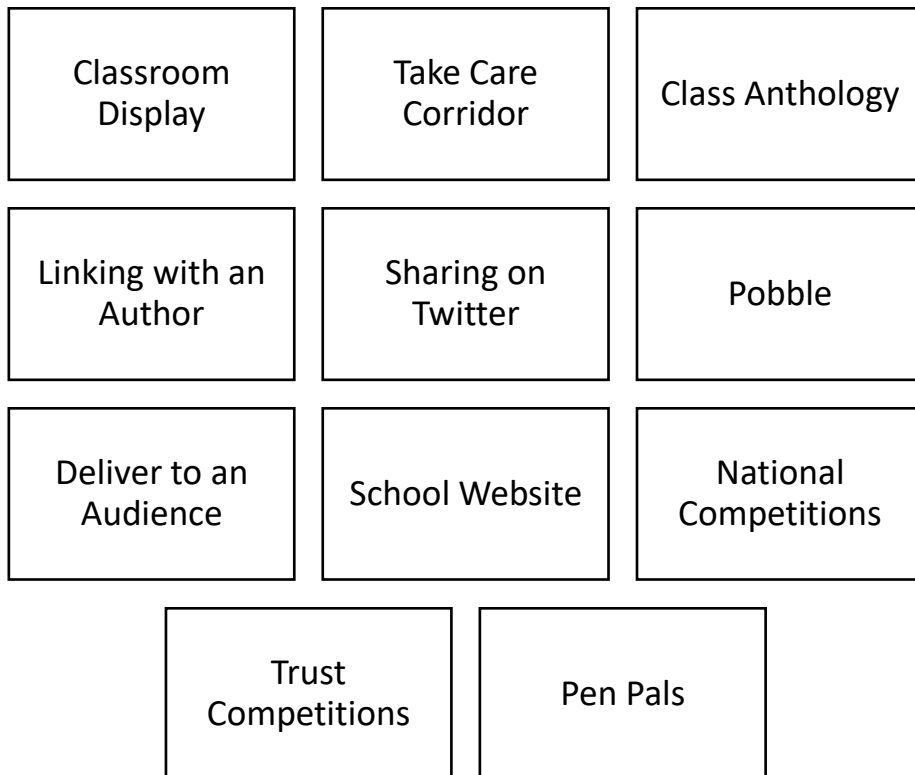 Classroom
Display
Take Care
Corridor
Class Anthology
Linking with an
Author
Sharing on
Twitter
Pobble
Deliver to an
Audience
School Website
National
Competitions
Trust
Competitions
Pen Pals